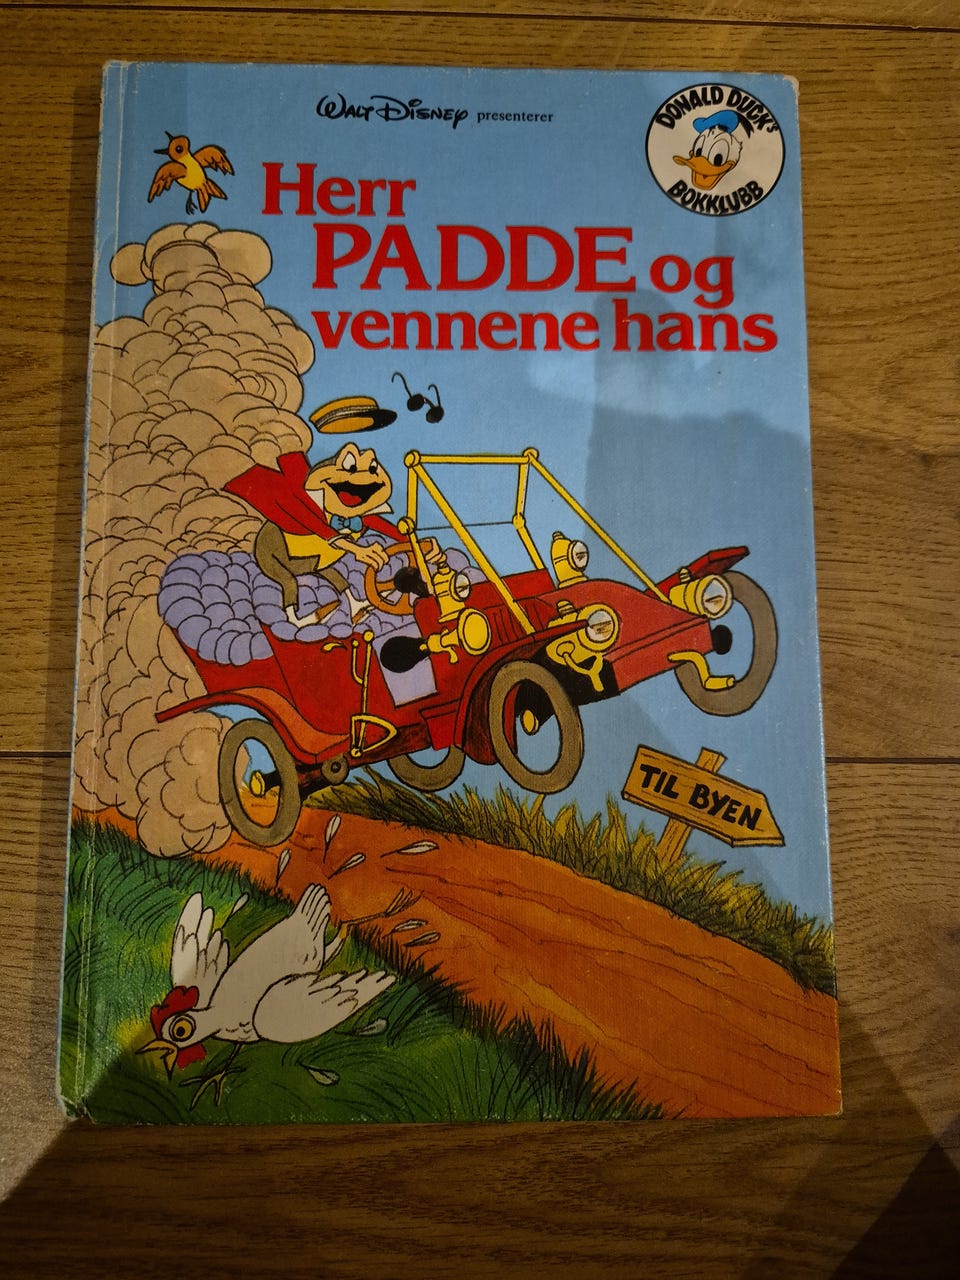 WALT DISNEY presenterer
DONALD DUCK'S
BOKKLUBB
Herr
PADDE og
vennene hans
TIL BYEN